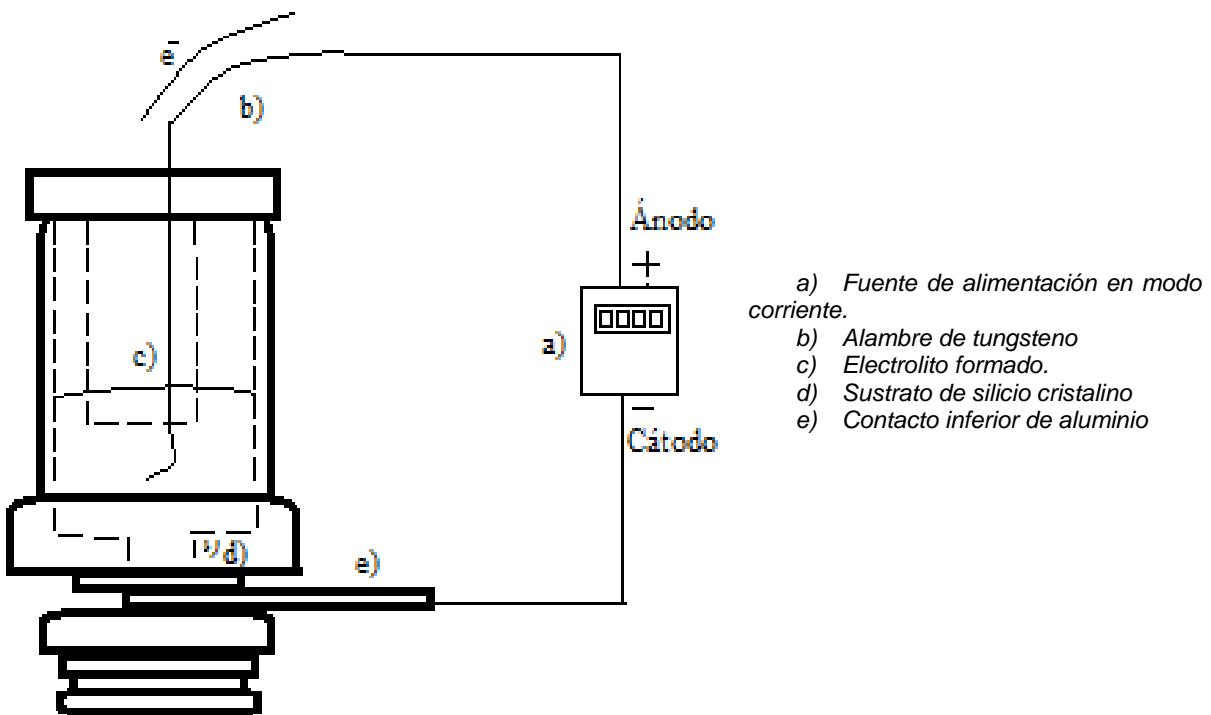 e⁻
b)
Ánodo
+
a)
c)
−
Cátodo
d)
e)
a) Fuente de alimentación en modo
corriente.
b) Alambre de tungsteno
c) Electrolito formado.
d) Sustrato de silicio cristalino
e) Contacto inferior de aluminio